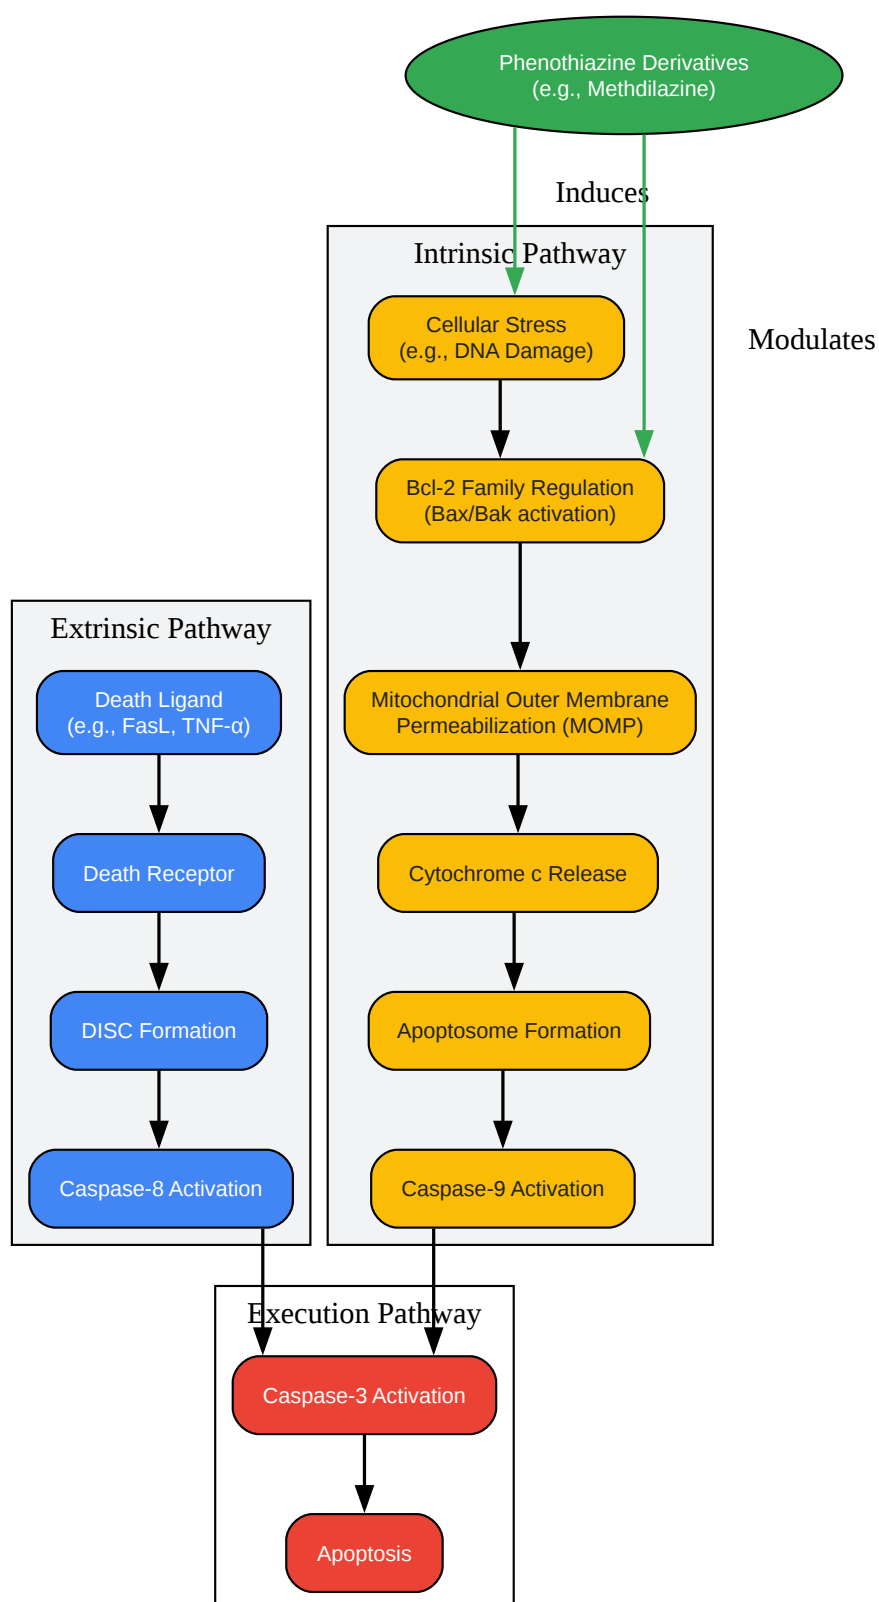 Phenothiazine Derivatives
(e.g., Methdilazine)
Induces
Intrinsic Pathway
Cellular Stress
(e.g., DNA Damage)
Modulates
Bcl-2 Family Regulation
(Bax/Bak activation)
Extrinsic Pathway
Death Ligand
(e.g., FasL, TNF-α)
Mitochondrial Outer Membrane
Permeabilization (MOMP)
Death Receptor
Cytochrome c Release
DISC Formation
Apoptosome Formation
Caspase-8 Activation
Caspase-9 Activation
Execution Pathway
Caspase-3 Activation
Apoptosis